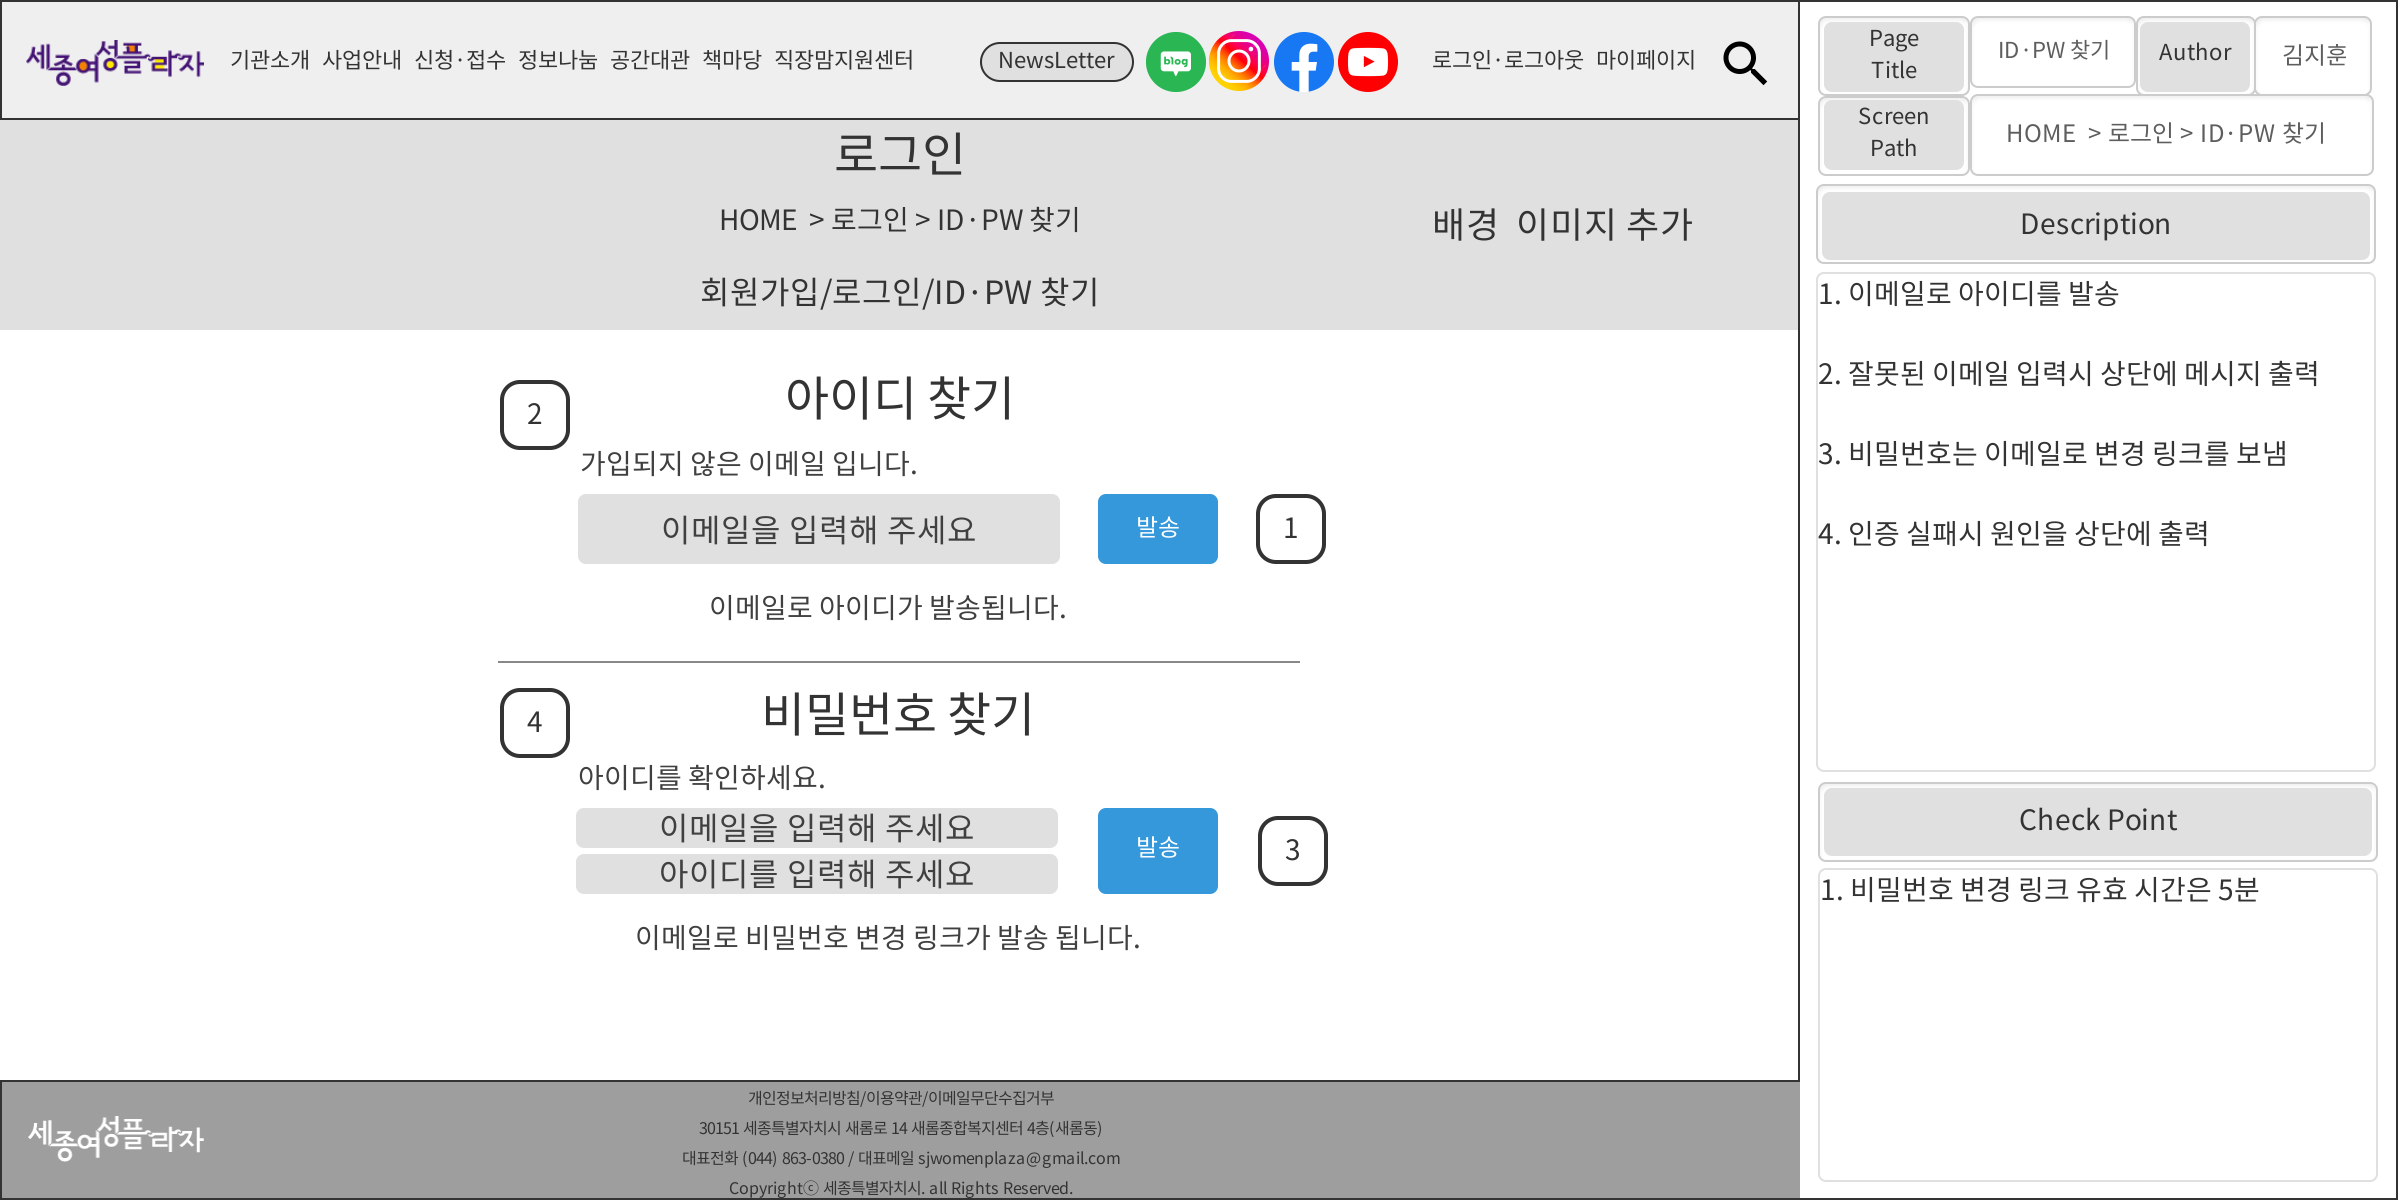 세종여성플라자
기관소개 사업안내 신청·접수 정보나눔 공간대관 책마당 직장맘지원센터
NewsLetter
blog
로그인·로그아웃 마이페이지
로그인
HOME > 로그인 > ID·PW 찾기
배경 이미지 추가
회원가입/로그인/ID·PW 찾기
2
아이디 찾기
가입되지 않은 이메일 입니다.
이메일을 입력해 주세요
발송
1
이메일로 아이디가 발송됩니다.
4
비밀번호 찾기
아이디를 확인하세요.
이메일을 입력해 주세요
아이디를 입력해 주세요
발송
3
이메일로 비밀번호 변경 링크가 발송 됩니다.
세종여성플라자
개인정보처리방침/이용약관/이메일무단수집거부
30151 세종특별자치시 새롬로 14 새롬종합복지센터 4층(새롬동)
대표전화 (044) 863-0380 / 대표메일 sjwomenplaza@gmail.com
Copyrightⓒ 세종특별자치시. all Rights Reserved.
Page
Title
ID·PW 찾기
Author
김지훈
Screen
Path
HOME > 로그인 > ID·PW 찾기
Description
1. 이메일로 아이디를 발송
2. 잘못된 이메일 입력시 상단에 메시지 출력
3. 비밀번호는 이메일로 변경 링크를 보냄
4. 인증 실패시 원인을 상단에 출력
Check Point
1. 비밀번호 변경 링크 유효 시간은 5분